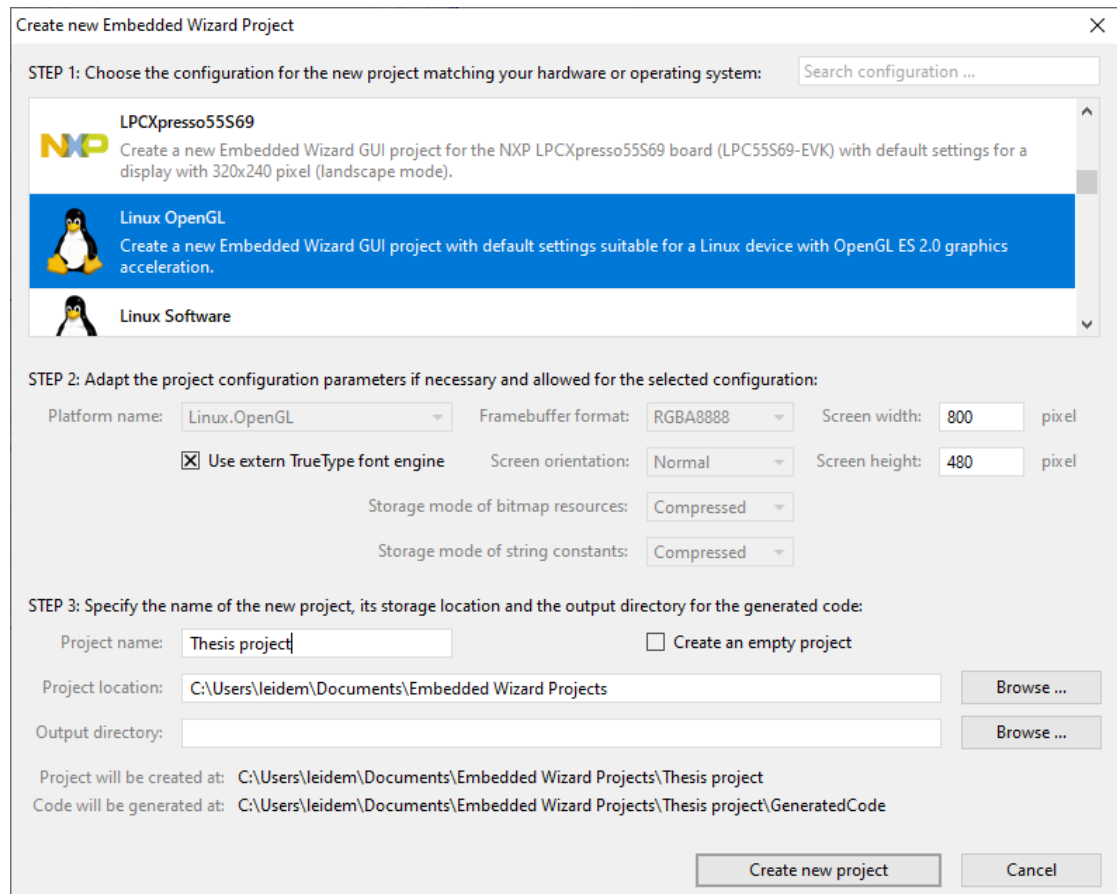 Create new Embedded Wizard Project
STEP 1: Choose the configuration for the new project matching your hardware or operating system:
Search configuration ...
NXP
LPCXpresso55S69
Create a new Embedded Wizard GUI project for the NXP LPCXpresso55S69 board (LPC55S69-EVK) with default settings for a
display with 320x240 pixel (landscape mode).
Linux OpenGL
Create a new Embedded Wizard GUI project with default settings suitable for a Linux device with OpenGL ES 2.0 graphics
acceleration.
Linux Software
STEP 2: Adapt the project configuration parameters if necessary and allowed for the selected configuration:
Platform name: Linux.OpenGL Framebuffer format: RGBA8888 Screen width: 800 pixel
Use extern TrueType font engine Screen orientation: Normal Screen height: 480 pixel
Storage mode of bitmap resources: Compressed
Storage mode of string constants: Compressed
STEP 3: Specify the name of the new project, its storage location and the output directory for the generated code:
Project name: Thesis project Create an empty project
Project location: C:\Users\leidem\Documents\Embedded Wizard Projects Browse ...
Output directory: Browse ...
Project will be created at: C:\Users\leidem\Documents\Embedded Wizard Projects\Thesis project
Code will be generated at: C:\Users\leidem\Documents\Embedded Wizard Projects\Thesis project\GeneratedCode
Create new project Cancel